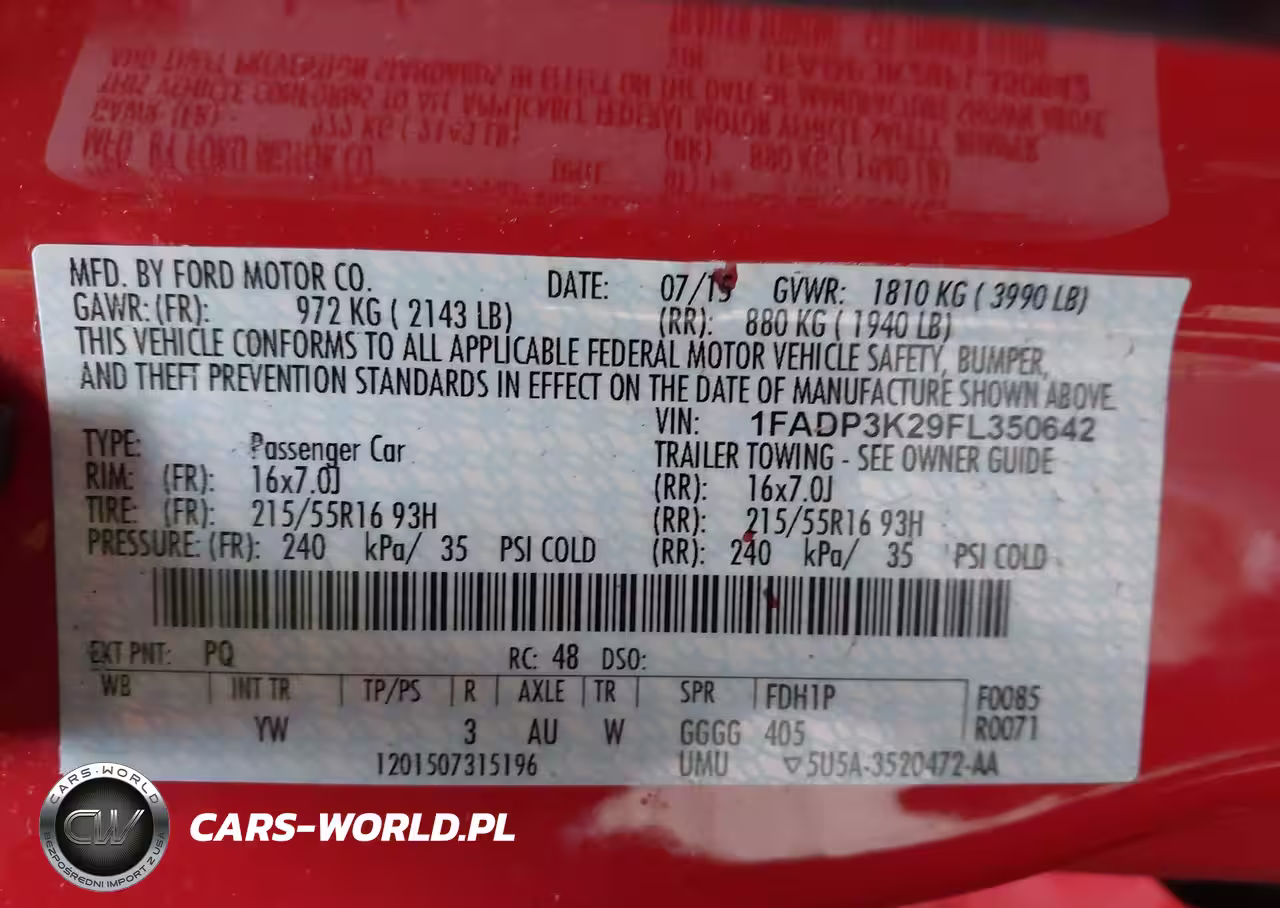 MFD. BY FORD MOTOR CO. DATE: 07/15 GVWR: 1810 KG ( 3990 LB)
GAWR: (FR): 972 KG ( 2143 LB) (RR): 880 KG ( 1940 LB)
THIS VEHICLE CONFORMS TO ALL APPLICABLE FEDERAL MOTOR VEHICLE SAFETY, BUMPER,
AND THEFT PREVENTION STANDARDS IN EFFECT ON THE DATE OF MANUFACTURE SHOWN ABOVE.
VIN: 1FADP3K29FL350642
TYPE: Passenger Car TRAILER TOWING - SEE OWNER GUIDE
RIM: (FR): 16x7.0J (RR): 16x7.0J
TIRE: (FR): 215/55R16 93H (RR): 215/55R16 93H
PRESSURE: (FR): 240 kPa/ 35 PSI COLD (RR): 240 kPa/ 35 PSI COLD
EXT PNT: PQ RC: 48 DSO:
WB INT TR TP/PS R AXLE TR SPR FDH1P F0085
YW 3 AU W GGGG 405 R0071
1201507315196 UMU ▽5U5A-3520472-AA
CARS-WORLD
CW
BEZPOŚREDNI IMPORT Z USA
CARS-WORLD.PL